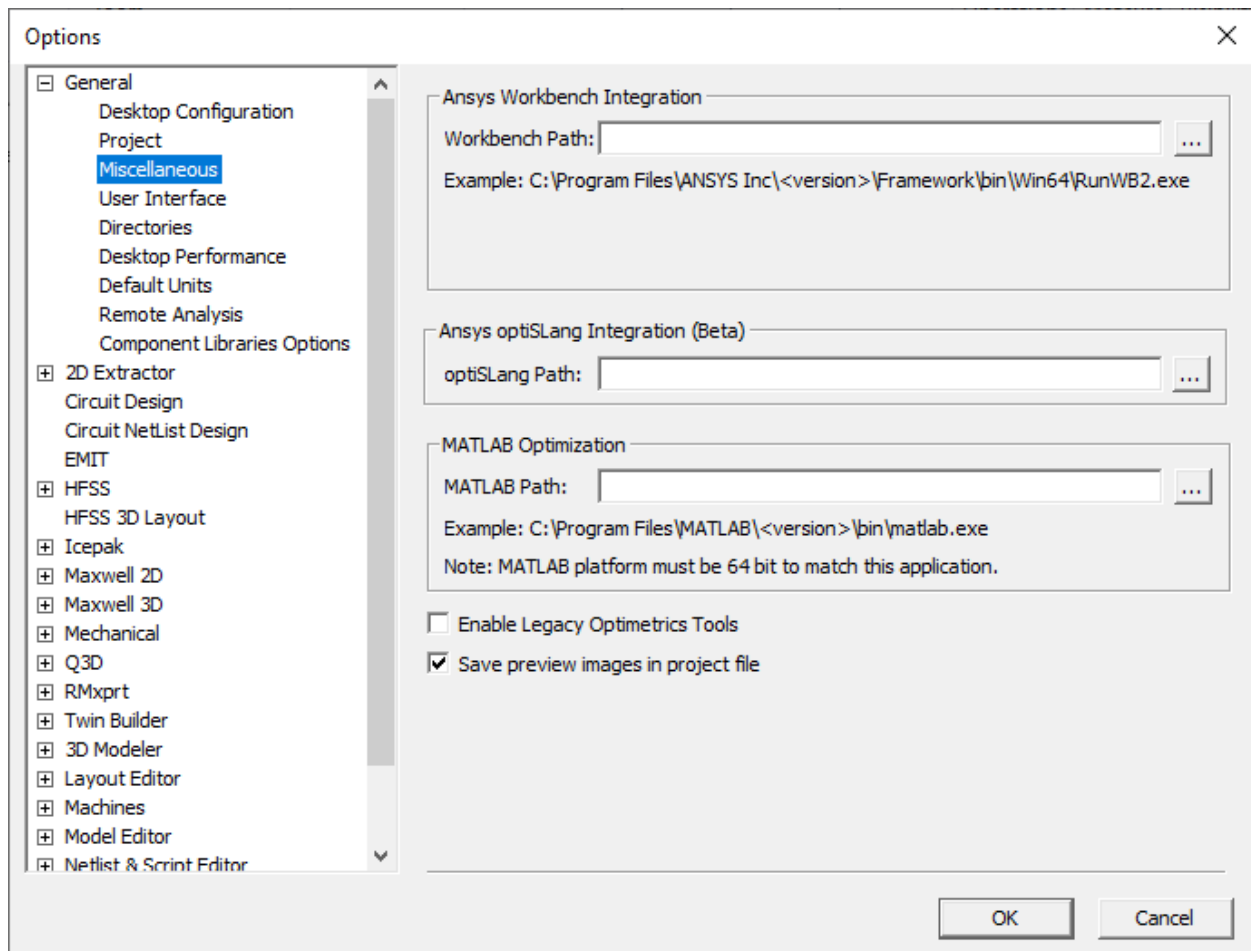 Options
General
Desktop Configuration
Project
Miscellaneous
User Interface
Directories
Desktop Performance
Default Units
Remote Analysis
Component Libraries Options
2D Extractor
Circuit Design
Circuit NetList Design
EMIT
HFSS
HFSS 3D Layout
Icepak
Maxwell 2D
Maxwell 3D
Mechanical
Q3D
RMxprt
Twin Builder
3D Modeler
Layout Editor
Machines
Model Editor
Netlist & Script Editor
Ansys Workbench Integration
Workbench Path: ...
Example: C:\Program Files\ANSYS Inc\<version>\Framework\bin\Win64\RunWB2.exe
Ansys optiSLang Integration (Beta)
optiSLang Path: ...
MATLAB Optimization
MATLAB Path: ...
Example: C:\Program Files\MATLAB\<version>\bin\matlab.exe
Note: MATLAB platform must be 64 bit to match this application.
Enable Legacy Optimetrics Tools
Save preview images in project file
OK Cancel